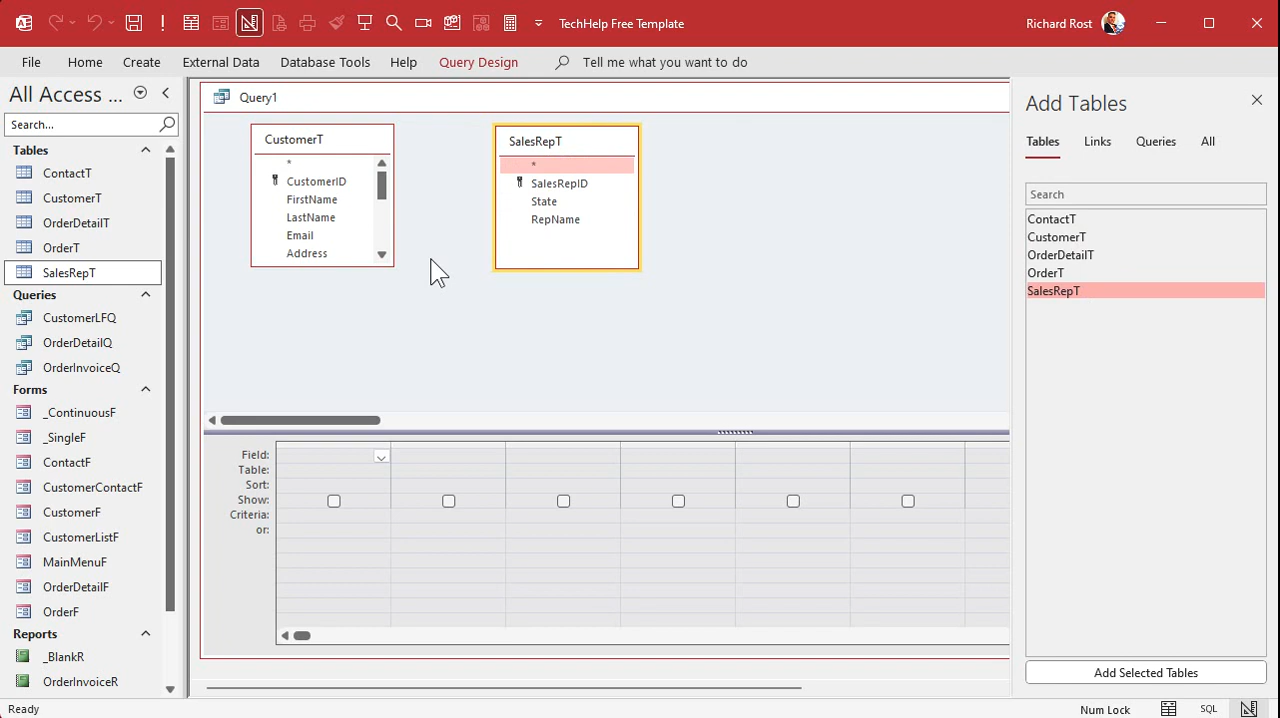 TechHelp Free Template
Richard Rost
File
Home
Create
External Data
Database Tools
Help
Query Design
Tell me what you want to do
All Access ...
Search...
Tables
ContactT
CustomerT
OrderDetailT
OrderT
SalesRepT
Queries
CustomerLFQ
OrderDetailQ
OrderInvoiceQ
Forms
_ContinuousF
_SingleF
ContactF
CustomerContactF
CustomerF
CustomerListF
MainMenuF
OrderDetailF
OrderF
Reports
_BlankR
OrderInvoiceR
Query1
CustomerT
*
CustomerID
FirstName
LastName
Email
Address
SalesRepT
*
SalesRepID
State
RepName
Field:
Table:
Sort:
Show:
Criteria:
or:
Add Tables
Tables
Links
Queries
All
Search
ContactT
CustomerT
OrderDetailT
OrderT
SalesRepT
Add Selected Tables
Ready
Num Lock
SQL